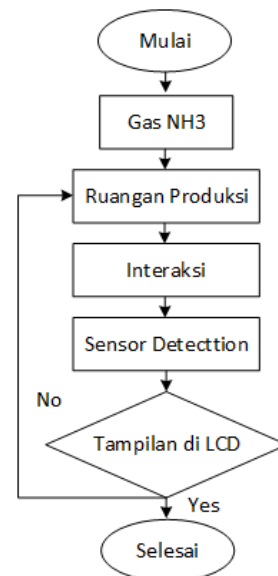 Mulai
Gas NH3
Ruangan Produksi
Interaksi
Sensor Detecttion
No
Tampilan di LCD
Yes
Selesai